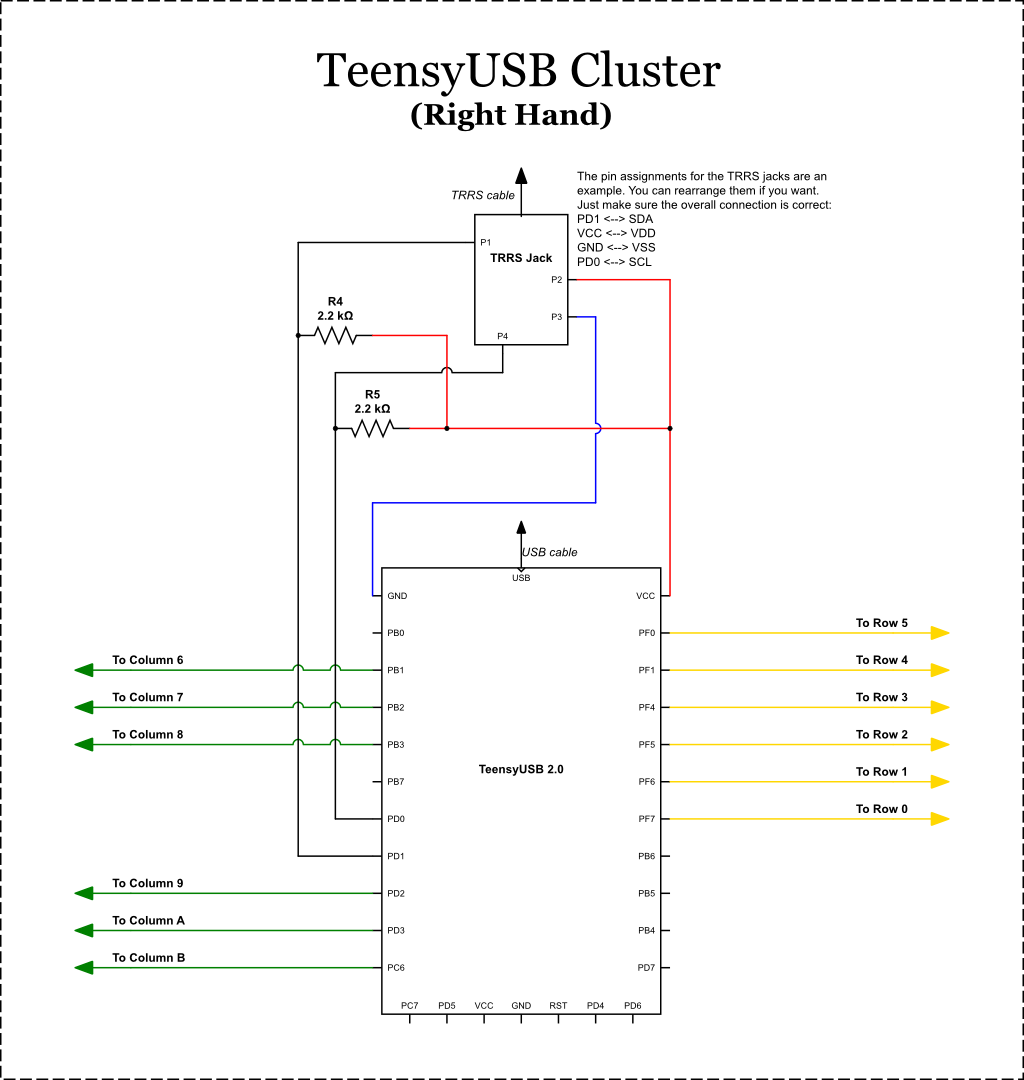 TeensyUSB Cluster
(Right Hand)
TRRS cable
The pin assignments for the TRRS jacks are an
example. You can rearrange them if you want.
Just make sure the overall connection is correct:
PD1 <--> SDA
VCC <--> VDD
GND <--> VSS
PD0 <--> SCL
P1
TRRS Jack
P2
P3
P4
R4
2.2 kΩ
R5
2.2 kΩ
USB cable
USB
GND
VCC
PB0
PF0
To Row 5
To Column 6
PB1
PF1
To Row 4
To Column 7
PB2
PF4
To Row 3
To Column 8
PB3
PF5
To Row 2
TeensyUSB 2.0
PB7
PF6
To Row 1
PD0
PF7
To Row 0
PD1
PB6
To Column 9
PD2
PB5
To Column A
PD3
PB4
To Column B
PC6
PD7
PC7 PD5 VCC GND RST PD4 PD6